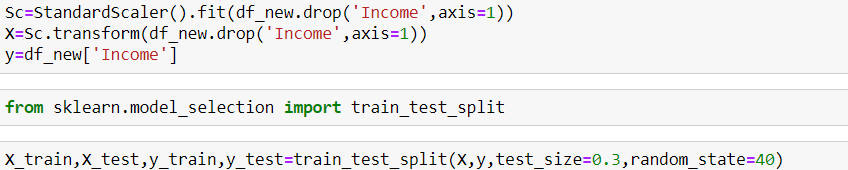 Sc=StandardScaler().fit(df_new.drop('Income',axis=1))
X=Sc.transform(df_new.drop('Income',axis=1))
y=df_new['Income']
from sklearn.model_selection import train_test_split
X_train,X_test,y_train,y_test=train_test_split(X,y,test_size=0.3,random_state=40)